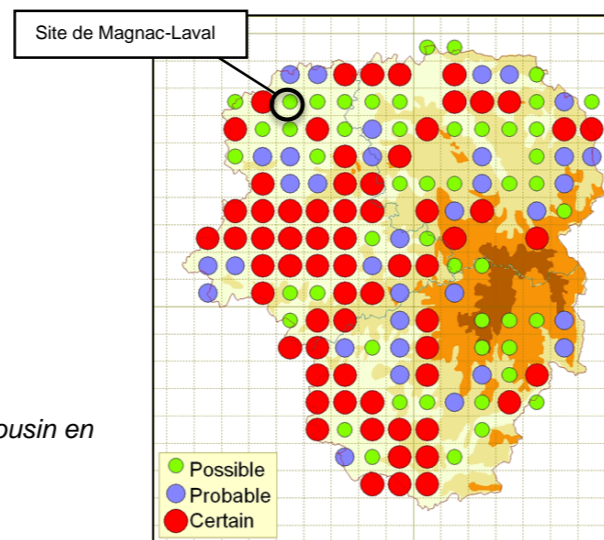 Site de Magnac-Laval
ousin en
Possible
Probable
Certain